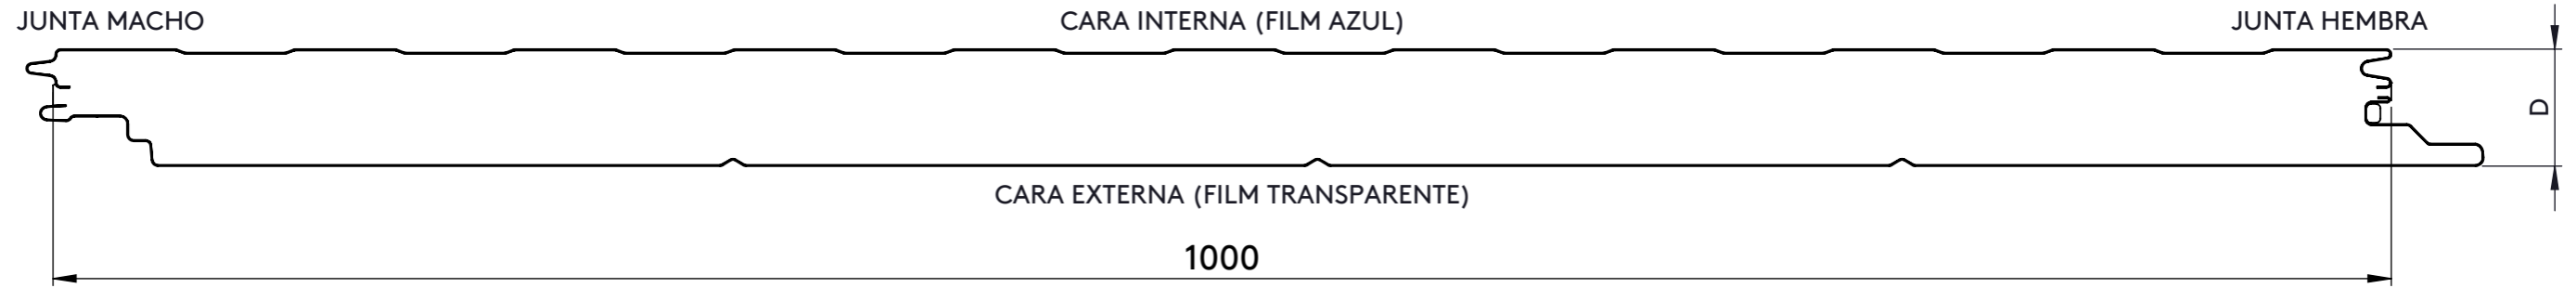 JUNTA MACHO
CARA INTERNA (FILM AZUL)
JUNTA HEMBRA
D
CARA EXTERNA (FILM TRANSPARENTE)
1000